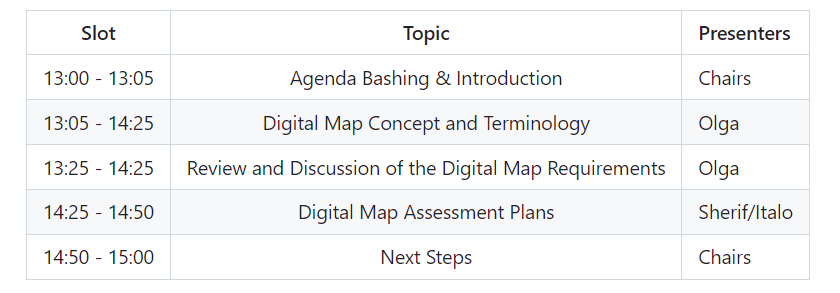 Slot Topic Presenters
13:00 - 13:05 Agenda Bashing & Introduction Chairs
13:05 - 14:25 Digital Map Concept and Terminology Olga
13:25 - 14:25 Review and Discussion of the Digital Map Requirements Olga
14:25 - 14:50 Digital Map Assessment Plans Sherif/Italo
14:50 - 15:00 Next Steps Chairs